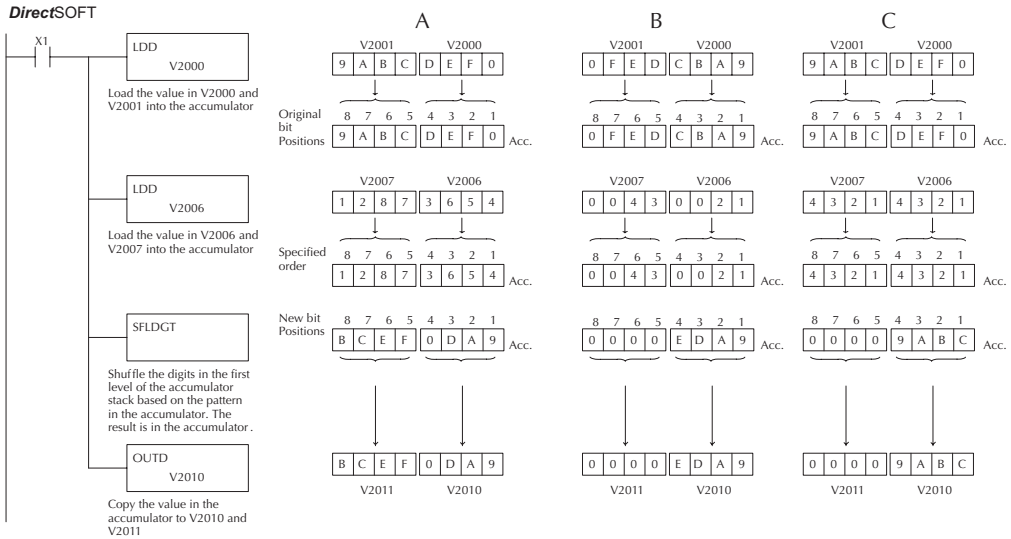 DirectSOFT
X1
LDD
V2000
Load the value in V2000 and
V2001 into the accumulator
LDD
V2006
Load the value in V2006 and
V2007 into the accumulator
SFLDGT
Shuffle the digits in the first
level of the accumulator
stack based on the pattern
in the accumulator. The
result is in the accumulator .
OUTD
V2010
Copy the value in the
accumulator to V2010 and
V2011
Original
bit
Positions
Specified
order
New bit
Positions
A
V2001 V2000
9 A B C D E F 0
8 7 6 5 4 3 2 1
9 A B C D E F 0 Acc.
V2007 V2006
1 2 8 7 3 6 5 4
8 7 6 5 4 3 2 1
1 2 8 7 3 6 5 4 Acc.
8 7 6 5 4 3 2 1
B C E F 0 D A 9 Acc.
B C E F 0 D A 9
V2011 V2010
B
V2001 V2000
0 F E D C B A 9
8 7 6 5 4 3 2 1
0 F E D C B A 9 Acc.
V2007 V2006
0 0 4 3 0 0 2 1
8 7 6 5 4 3 2 1
0 0 4 3 0 0 2 1 Acc.
8 7 6 5 4 3 2 1
0 0 0 0 E D A 9 Acc.
0 0 0 0 E D A 9
V2011 V2010
C
V2001 V2000
9 A B C D E F 0
8 7 6 5 4 3 2 1
9 A B C D E F 0 Acc.
V2007 V2006
4 3 2 1 4 3 2 1
8 7 6 5 4 3 2 1
4 3 2 1 4 3 2 1 Acc.
8 7 6 5 4 3 2 1
0 0 0 0 9 A B C Acc.
0 0 0 0 9 A B C
V2011 V2010